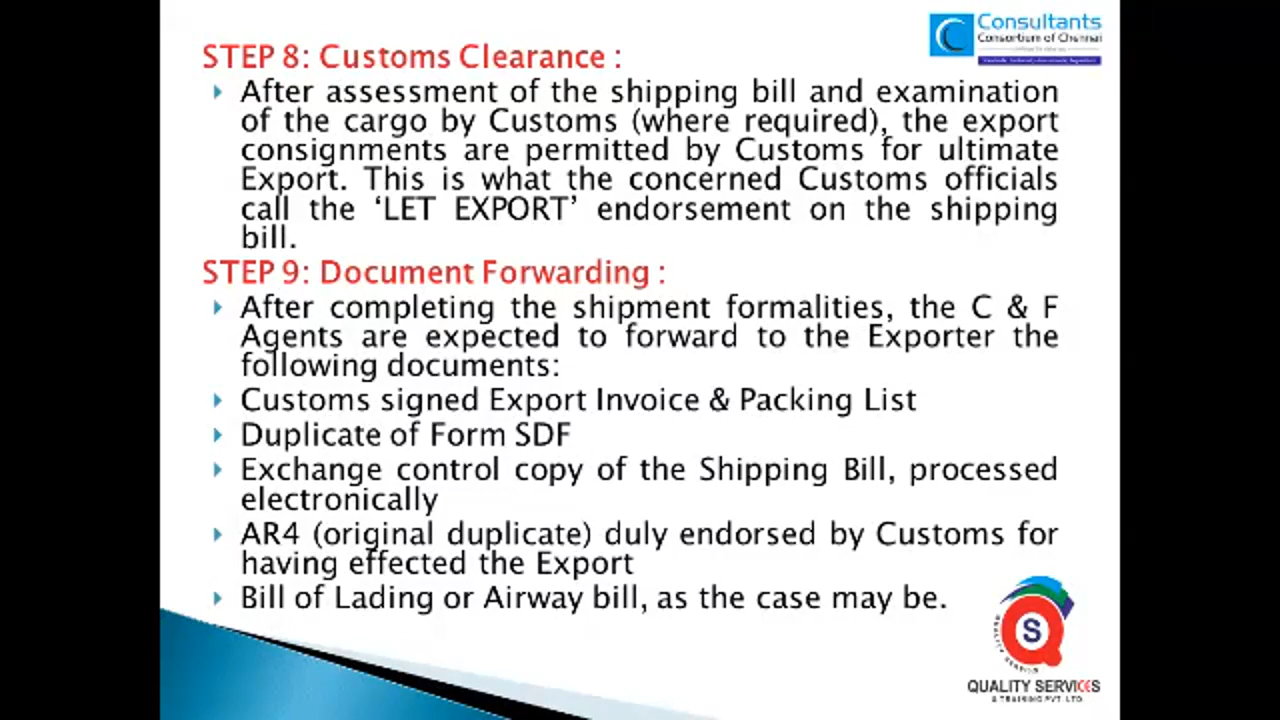 Consultants
Consortium of Chennai
STEP 8: Customs Clearance :
After assessment of the shipping bill and examination
of the cargo by Customs (where required), the export
consignments are permitted by Customs for ultimate
Export. This is what the concerned Customs officials
call the ‘LET EXPORT’ endorsement on the shipping
bill.
STEP 9: Document Forwarding :
After completing the shipment formalities, the C & F
Agents are expected to forward to the Exporter the
following documents:
Customs signed Export Invoice & Packing List
Duplicate of Form SDF
Exchange control copy of the Shipping Bill, processed
electronically
AR4 (original duplicate) duly endorsed by Customs for
having effected the Export
Bill of Lading or Airway bill, as the case may be.
S
QUALITY SERVICES
& TRAINING PVT. LTD.